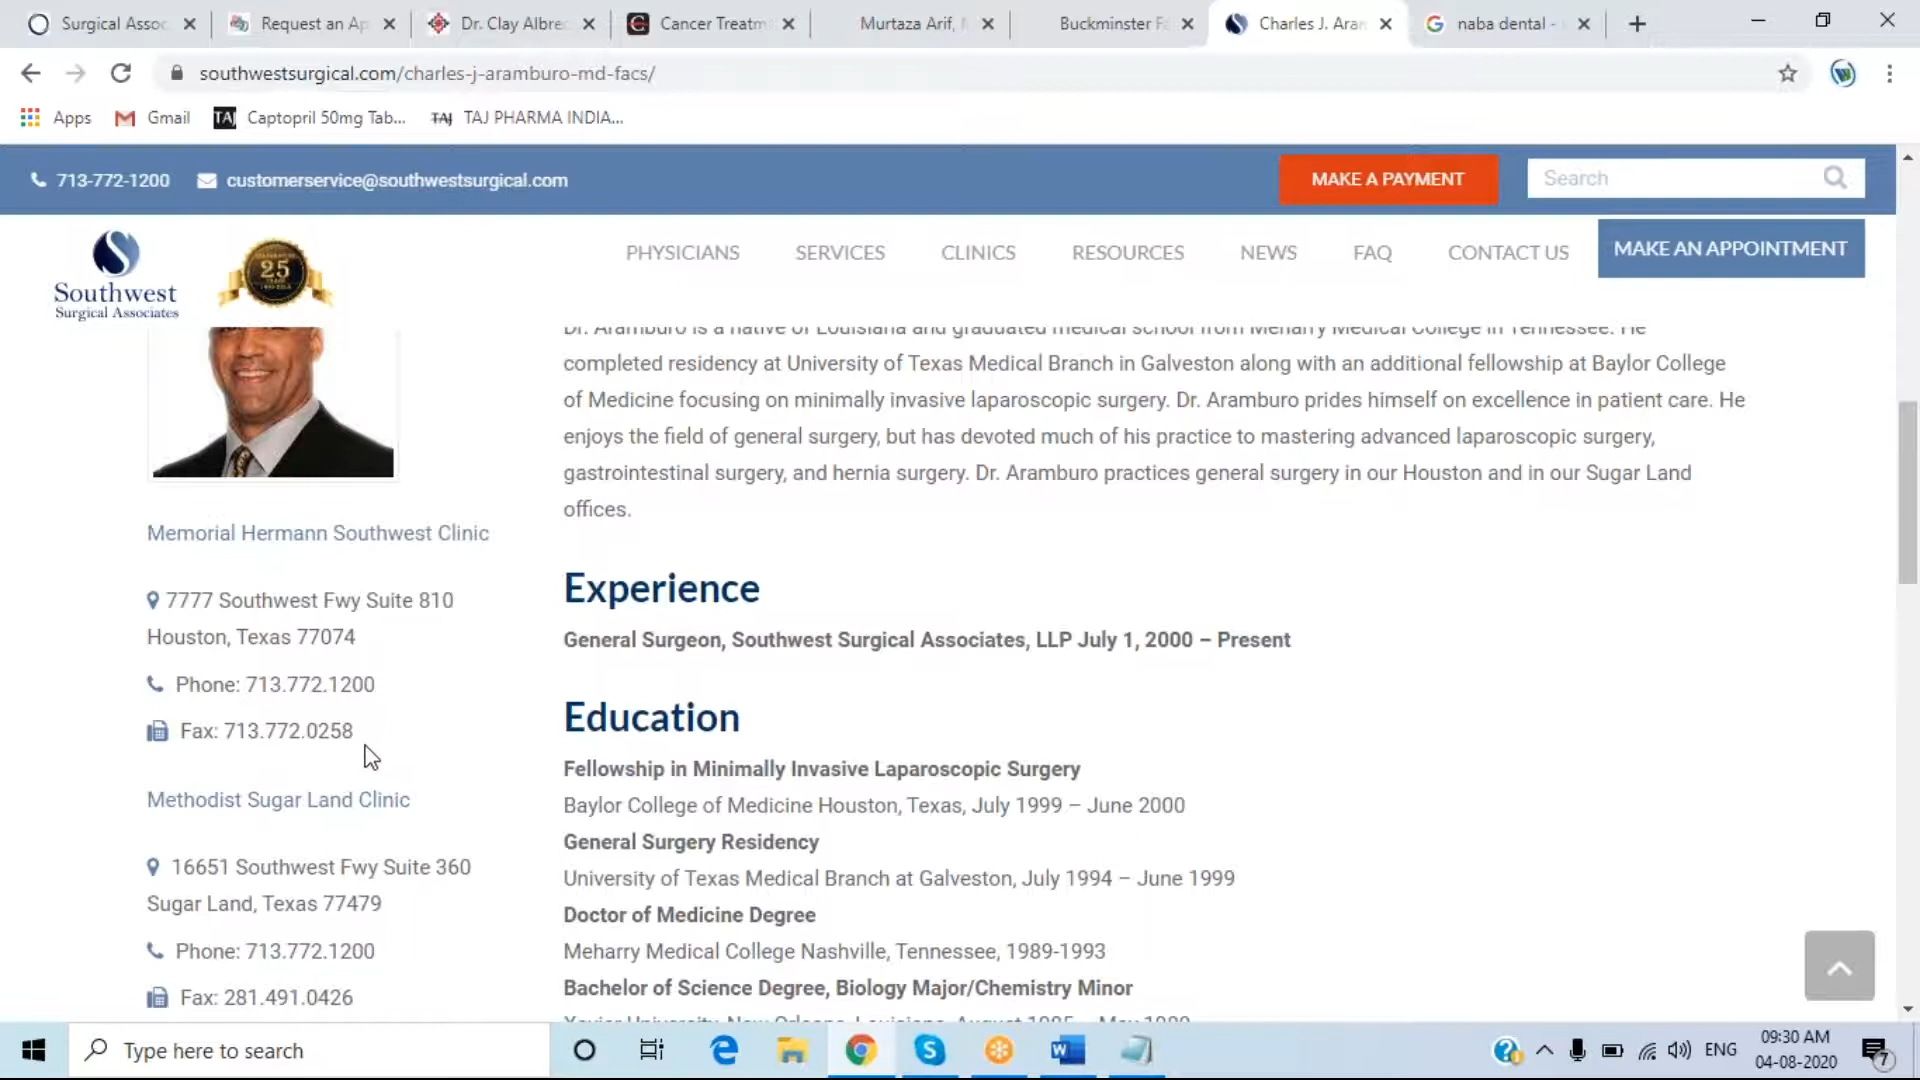 Surgical Assoc
Request an Ap
Dr. Clay Albre
Cancer Treatm
Murtaza Arif,
Buckminster F
Charles J. Aram
naba dental -
southwestsurgical.com/charles-j-aramburo-md-facs/
Apps
Gmail
TAJ Captopril 50mg Tab...
TAJ TAJ PHARMA INDIA...
713-772-1200
customerservice@southwestsurgical.com
MAKE A PAYMENT
Search
Southwest
Surgical Associates
25
PHYSICIANS
SERVICES
CLINICS
RESOURCES
NEWS
FAQ
CONTACT US
MAKE AN APPOINTMENT
Dr. Aramburo is a native of Louisiana and graduated medical school from Meharry Medical College in Tennessee. He
completed residency at University of Texas Medical Branch in Galveston along with an additional fellowship at Baylor College
of Medicine focusing on minimally invasive laparoscopic surgery. Dr. Aramburo prides himself on excellence in patient care. He
enjoys the field of general surgery, but has devoted much of his practice to mastering advanced laparoscopic surgery,
gastrointestinal surgery, and hernia surgery. Dr. Aramburo practices general surgery in our Houston and in our Sugar Land
offices.
Memorial Hermann Southwest Clinic
7777 Southwest Fwy Suite 810
Houston, Texas 77074
Phone: 713.772.1200
Fax: 713.772.0258
Methodist Sugar Land Clinic
16651 Southwest Fwy Suite 360
Sugar Land, Texas 77479
Phone: 713.772.1200
Fax: 281.491.0426
Experience
General Surgeon, Southwest Surgical Associates, LLP July 1, 2000 – Present
Education
Fellowship in Minimally Invasive Laparoscopic Surgery
Baylor College of Medicine Houston, Texas, July 1999 – June 2000
General Surgery Residency
University of Texas Medical Branch at Galveston, July 1994 – June 1999
Doctor of Medicine Degree
Meharry Medical College Nashville, Tennessee, 1989-1993
Bachelor of Science Degree, Biology Major/Chemistry Minor
Xavier University, New Orleans, Louisiana, August 1985 – May 1989
Type here to search
ENG
09:30 AM
04-08-2020
7